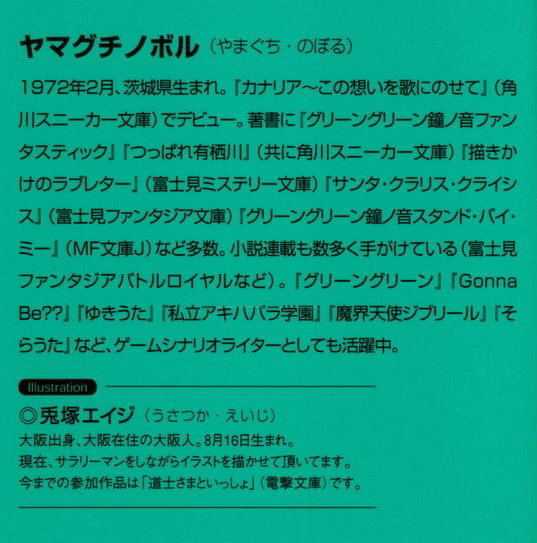 ヤマグチノボル（やまぐち・のぼる）
1972年2月、茨城県生まれ。『カナリア～この想いを歌にのせて』（角
川スニーカー文庫）でデビュー。著書に『グリーングリーン鐘ノ音ファン
タスティック』『つっぱれ有栖川』（共に角川スニーカー文庫）『描きか
けのラブレター』（富士見ミステリー文庫）『サンタ・クラリス・クライシ
ス』（富士見ファンタジア文庫）『グリーングリーン鐘ノ音スタンド・バイ・
ミー』（MF文庫J）など多数。小説連載も数多く手がけている（富士見
ファンタジアバトルロイヤルなど）。『グリーングリーン』『Gonna
Be??』『ゆきうた』『私立アキハバラ学園』『魔界天使ジブリール』『そ
らうた』など、ゲームシナリオライターとしても活躍中。
Illustration
◎兎塚エイジ（うさつか・えいじ）
大阪出身、大阪在住の大阪人。8月16日生まれ。
現在、サラリーマンをしながらイラストを描かせて頂いてます。
今までの参加作品は「道士さまといっしょ」（電撃文庫）です。